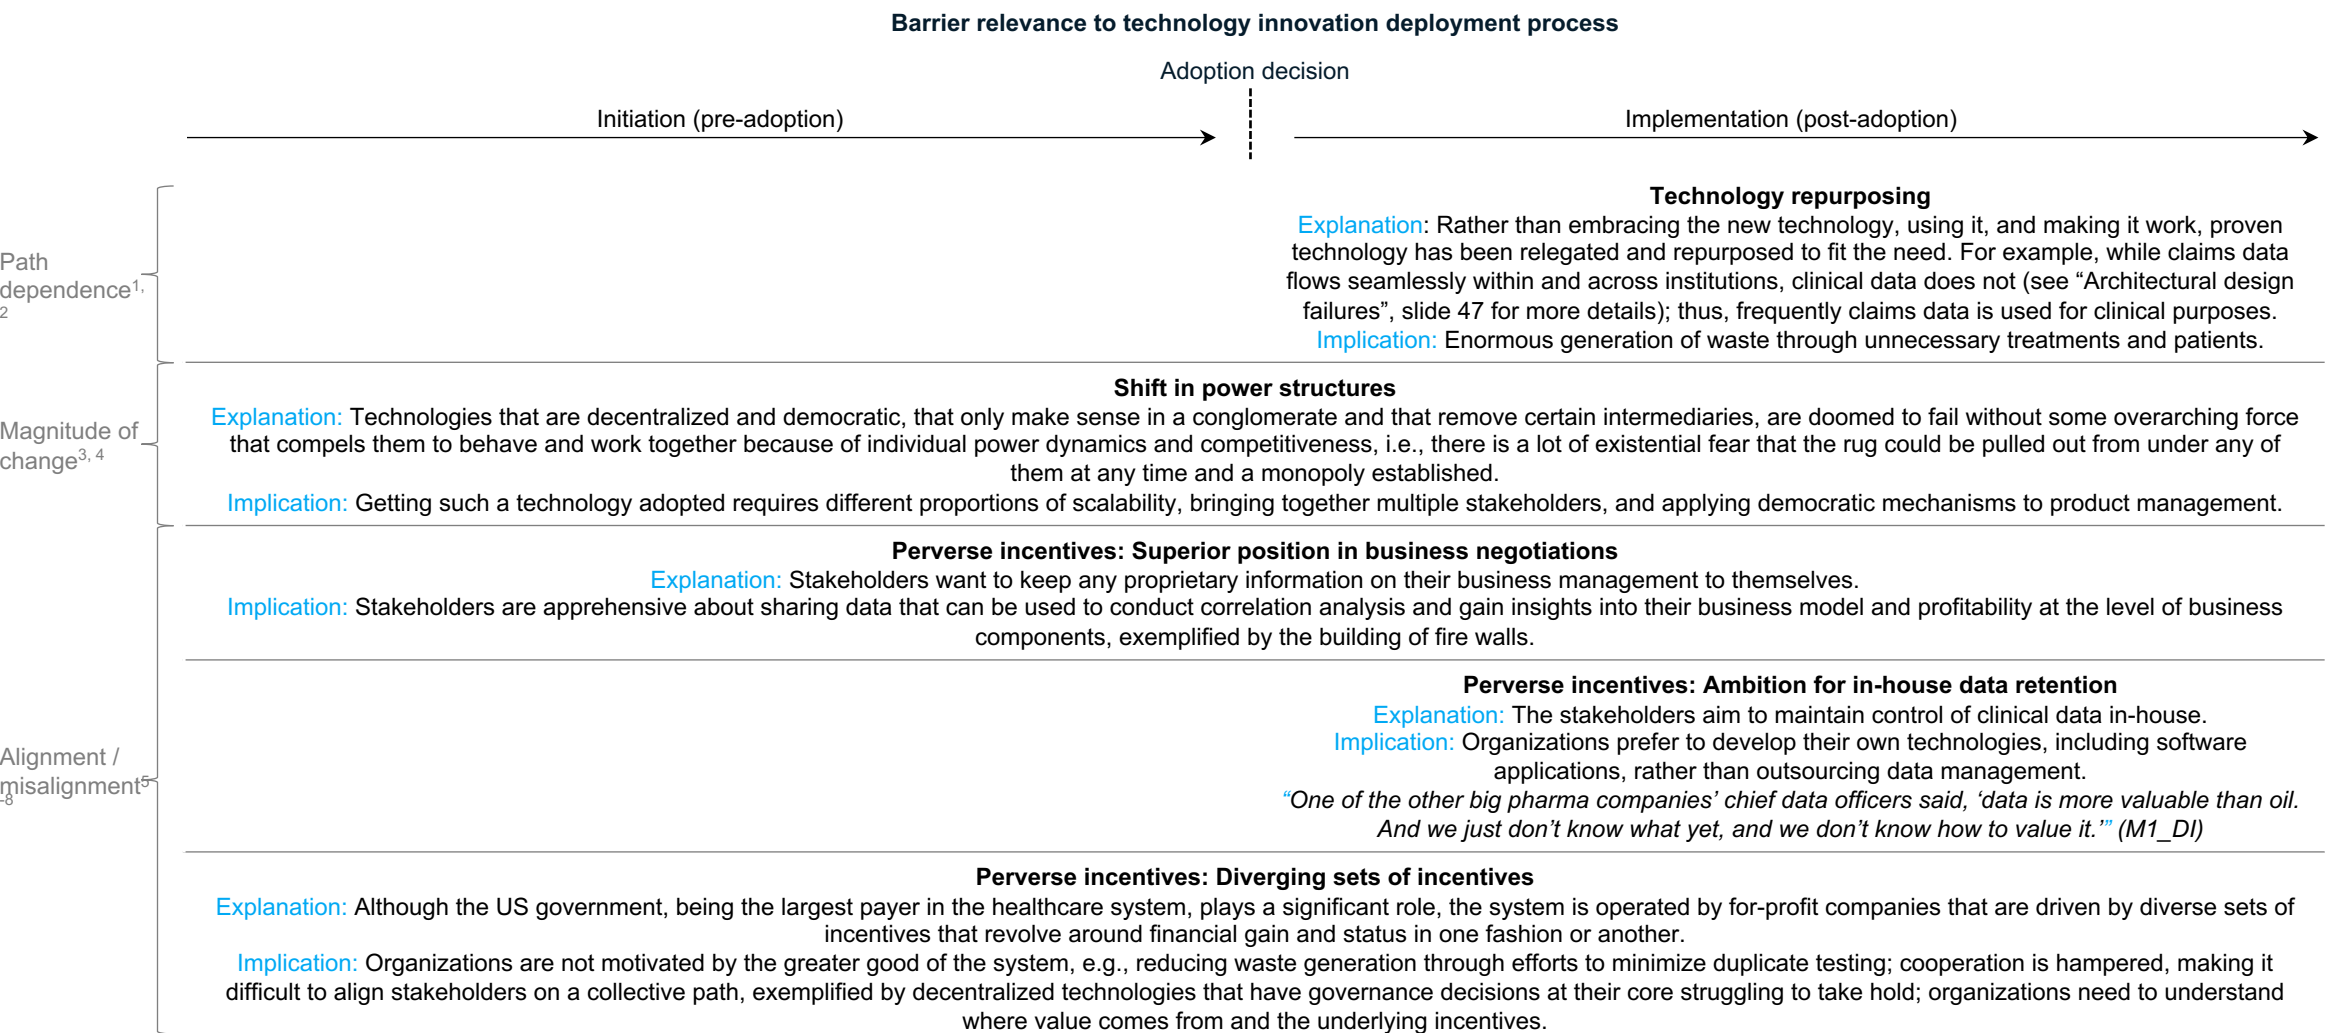 Barrier relevance to technology innovation deployment process
Adoption decision
Initiation (pre-adoption)
Implementation (post-adoption)
Path
dependence1,
2
Technology repurposing
Explanation: Rather than embracing the new technology, using it, and making it work, proven
technology has been relegated and repurposed to fit the need. For example, while claims data
flows seamlessly within and across institutions, clinical data does not (see “Architectural design
failures”, slide 47 for more details); thus, frequently claims data is used for clinical purposes.
Implication: Enormous generation of waste through unnecessary treatments and patients.
Magnitude of
change3, 4
Shift in power structures
Explanation: Technologies that are decentralized and democratic, that only make sense in a conglomerate and that remove certain intermediaries, are doomed to fail without some overarching force
that compels them to behave and work together because of individual power dynamics and competitiveness, i.e., there is a lot of existential fear that the rug could be pulled out from under any of
them at any time and a monopoly established.
Implication: Getting such a technology adopted requires different proportions of scalability, bringing together multiple stakeholders, and applying democratic mechanisms to product management.
Alignment /
misalignment5
-8
Perverse incentives: Superior position in business negotiations
Explanation: Stakeholders want to keep any proprietary information on their business management to themselves.
Implication: Stakeholders are apprehensive about sharing data that can be used to conduct correlation analysis and gain insights into their business model and profitability at the level of business
components, exemplified by the building of fire walls.
Perverse incentives: Ambition for in-house data retention
Explanation: The stakeholders aim to maintain control of clinical data in-house.
Implication: Organizations prefer to develop their own technologies, including software
applications, rather than outsourcing data management.
“One of the other big pharma companies’ chief data officers said, ‘data is more valuable than oil.
And we just don’t know what yet, and we don’t know how to value it.’” (M1_DI)
Perverse incentives: Diverging sets of incentives
Explanation: Although the US government, being the largest payer in the healthcare system, plays a significant role, the system is operated by for-profit companies that are driven by diverse sets of
incentives that revolve around financial gain and status in one fashion or another.
Implication: Organizations are not motivated by the greater good of the system, e.g., reducing waste generation through efforts to minimize duplicate testing; cooperation is hampered, making it
difficult to align stakeholders on a collective path, exemplified by decentralized technologies that have governance decisions at their core struggling to take hold; organizations need to understand
where value comes from and the underlying incentives.